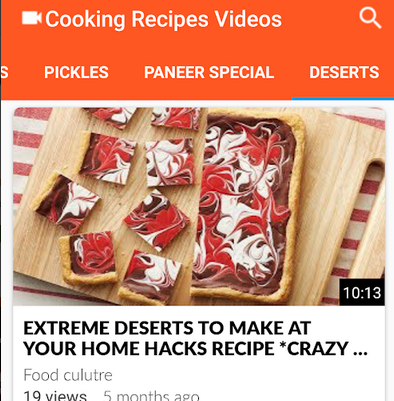 Cooking Recipes Videos
S PICKLES PANEER SPECIAL DESERTS
10:13
EXTREME DESERTS TO MAKE AT
YOUR HOME HACKS RECIPE *CRAZY ...
Food culutre
19 views 5 months ago